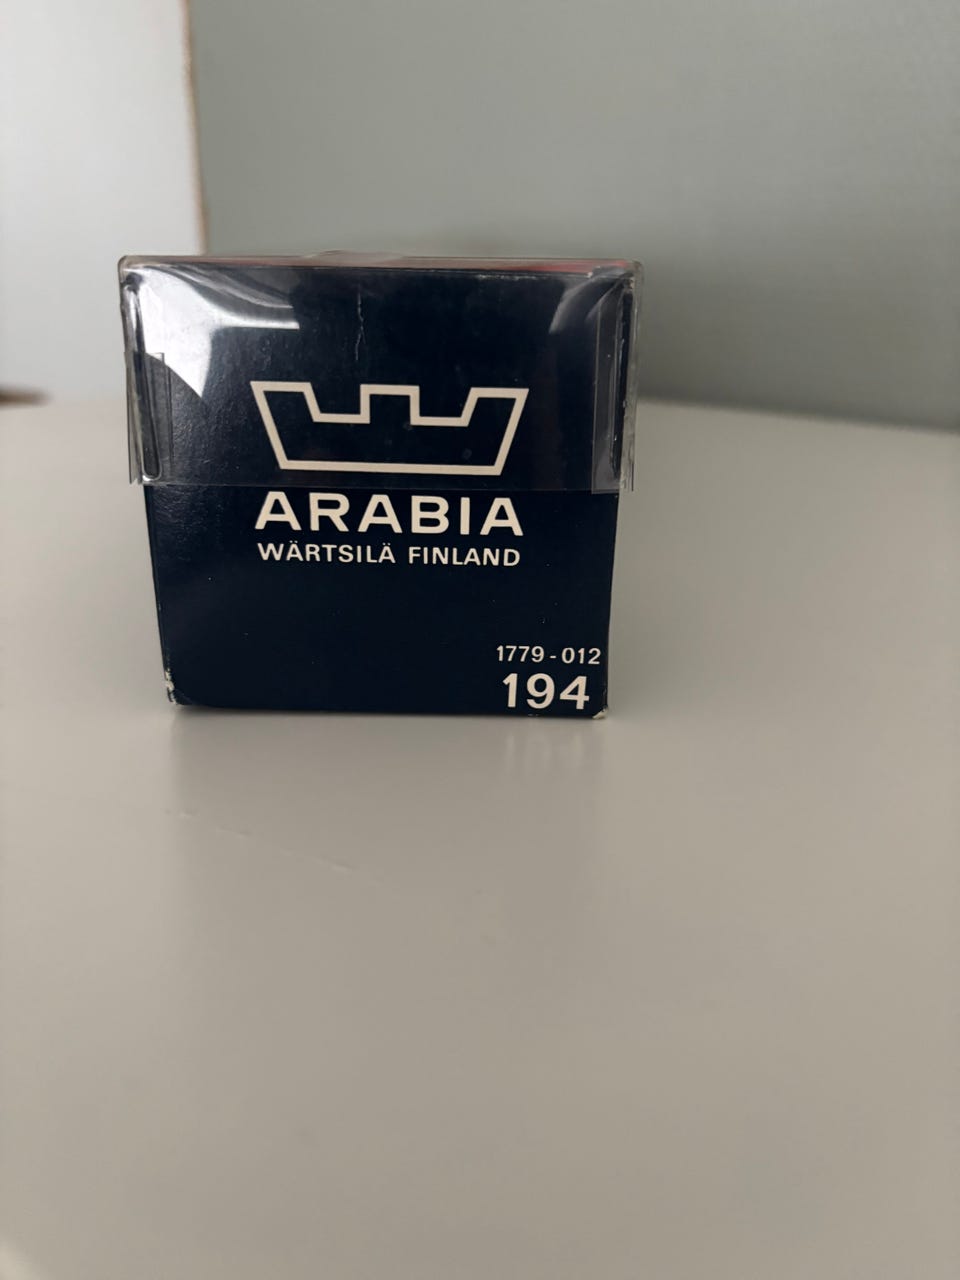 ARABIA
WÄRTSILÄ FINLAND
1779-012
194